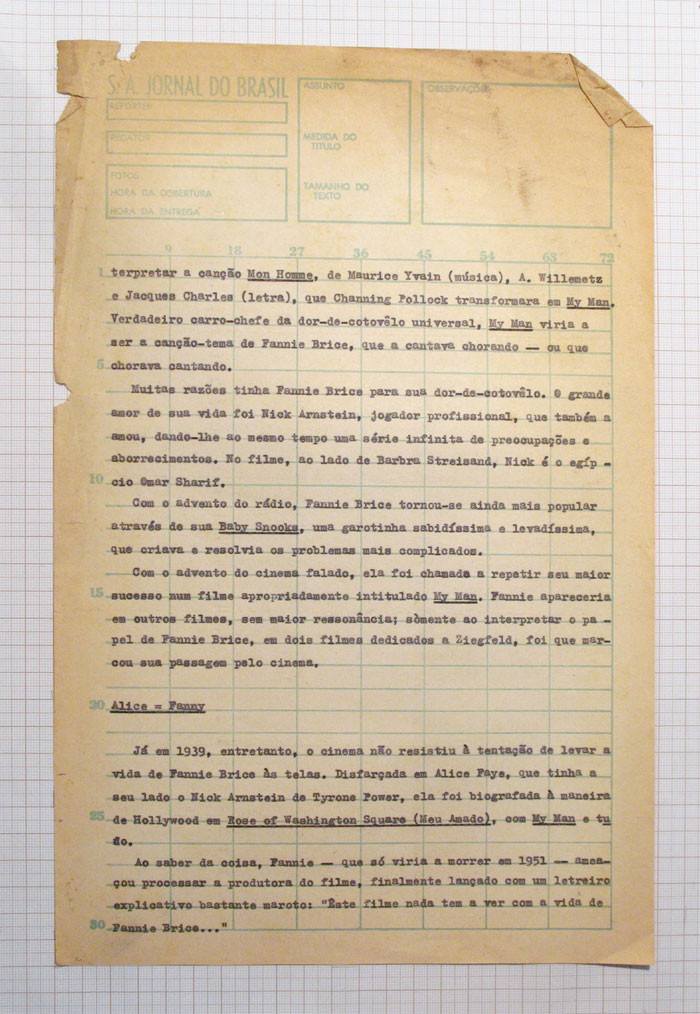 S. A. JORNAL DO BRASIL
REPÓRTER
REDATOR
FOTOS
HORA DA COBERTURA
HORA DA ENTREGA
ASSUNTO
MEDIDA DO
TITULO
TAMANHO DO
TEXTO
OBSERVAÇÕES
9 18 27 36 45 54 63 72
1 terpretar a canção Mon Homme, de Maurice Yvain (música), A. Willemetz
e Jacques Charles (letra), que Channing Pollock transformara em My Man.
Verdadeiro carro-chefe da dor-de-cotovêlo universal, My Man viria a
ser a canção-tema de Fannie Brice, que a cantava chorando — ou que
5 chorava cantando.
Muitas razões tinha Fannie Brice para sua dor-de-cotovêlo. O grande
amor de sua vida foi Nick Arnstein, jogador profissional, que também a
amou, dando-lhe ao mesmo tempo uma série infinita de preocupações e
aborrecimentos. No filme, ao lado de Barbra Streisand, Nick é o egíp -
10 cio Omar Sharif.
Com o advento do rádio, Fannie Brice tornou-se ainda mais popular
através de sua Baby Snooks, uma garotinha sabidíssima e levadíssima,
que criava e resolvia os problemas mais complicados.
Com o advento do cinema falado, ela foi chamada a repetir seu maior
15 sucesso num filme apropriadamente intitulado My Man. Fannie apareceria
em outros filmes, sem maior ressonância; sòmente ao interpretar o pa -
pel de Fannie Brice, em dois filmes dedicados a Ziegfeld, foi que mar-
cou sua passagem pelo cinema.
20 Alice = Fanny
Já em 1939, entretanto, o cinema não resistiu à tentação de levar a
vida de Fannie Brice às telas. Disfarçada em Alice Faye, que tinha a
seu lado o Nick Arnstein de Tyrone Power, ela foi biografada à maneira
25 de Hollywood em Rose of Washington Square (Meu Amado), com My Man e tu
do.
Ao saber da coisa, Fannie — que só viria a morrer em 1951 — amea-
çou processar a produtora do filme, finalmente lançado com um letreiro
explicativo bastante maroto: "Êste filme nada tem a ver com a vida de
30 Fannie Brice..."